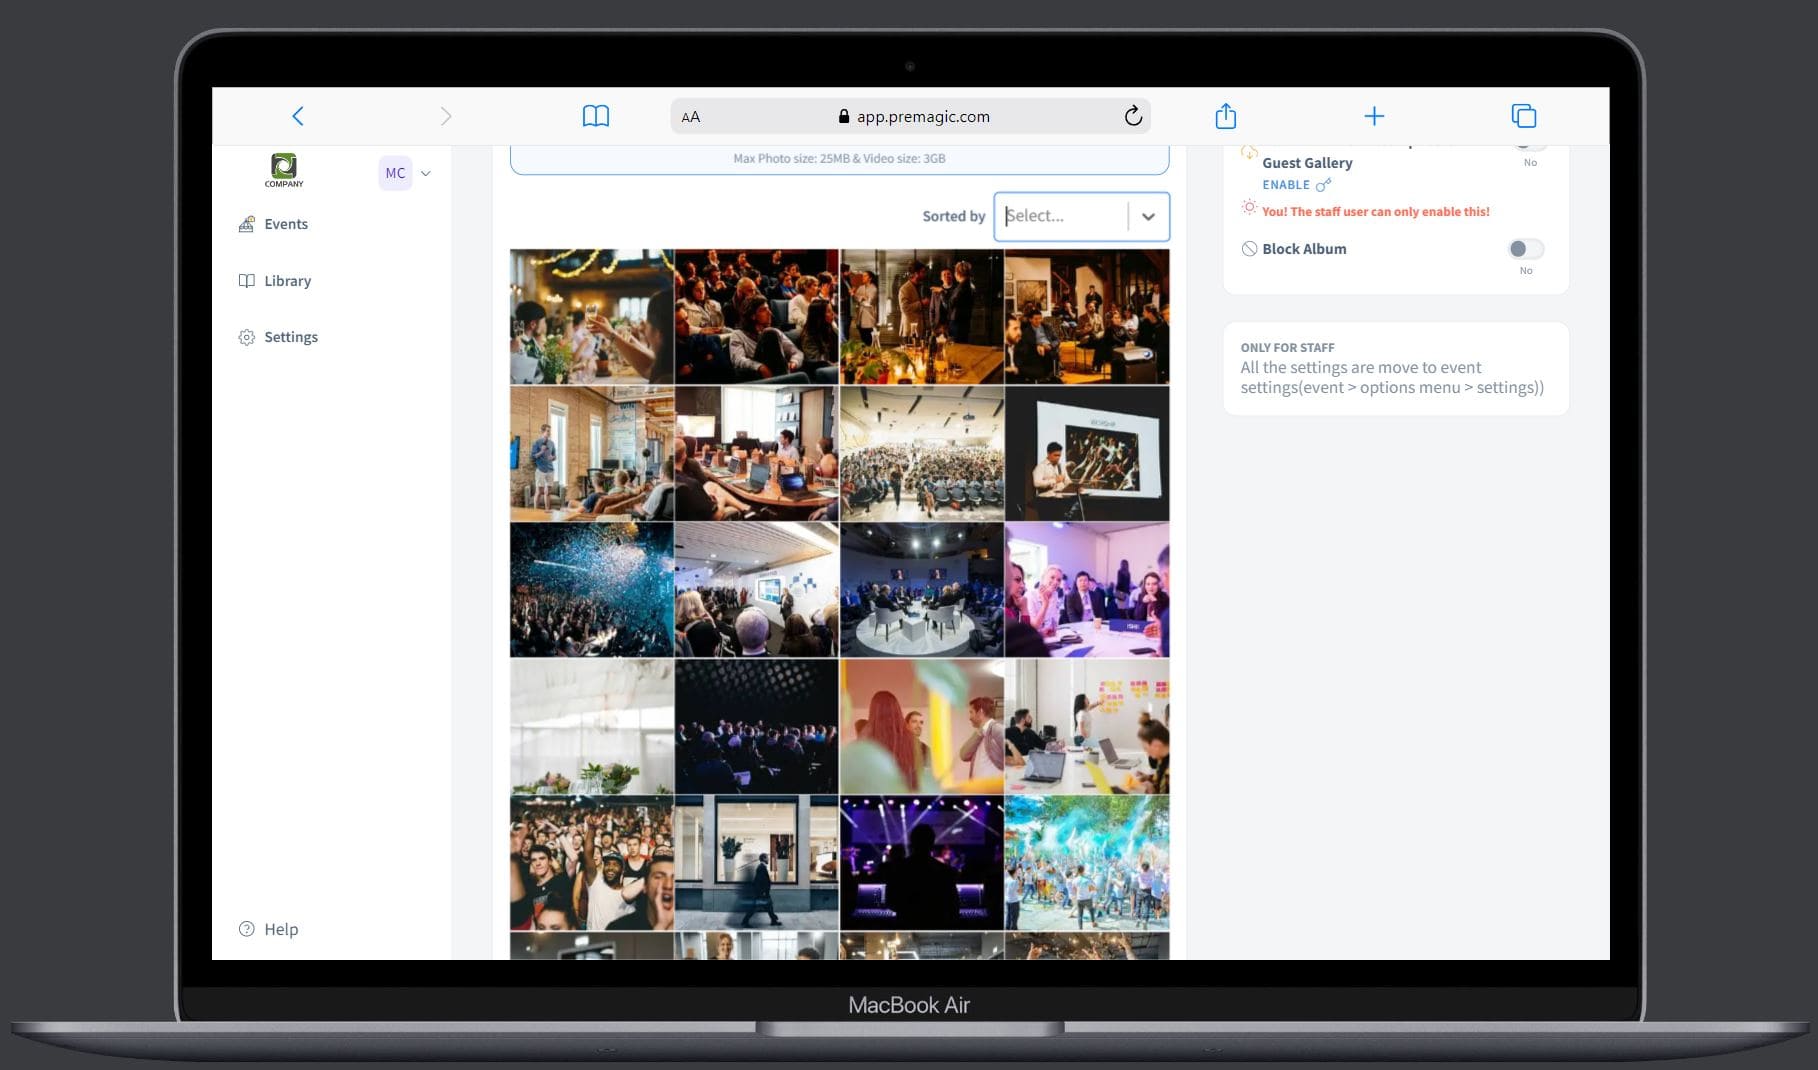 AA
app.premagic.com
COMPANY
MC
Events
Library
Settings
Help
Max Photo size: 25MB & Video size: 3GB
Sorted by
Select...
Guest Gallery
No
ENABLE
You! The staff user can only enable this!
Block Album
No
ONLY FOR STAFF
All the settings are move to event
settings(event > options menu > settings))
MacBook Air